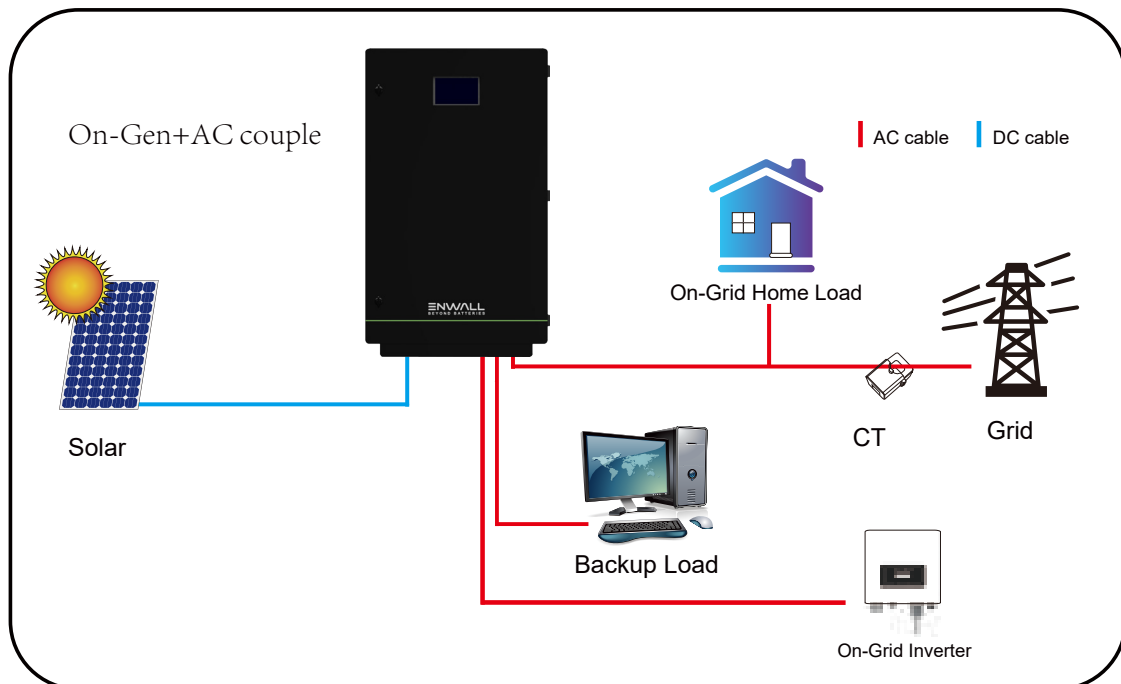 On-Gen+AC couple
AC cable
DC cable
ENWALL
BEYOND BATTERIES
On-Grid Home Load
Solar
CT
Grid
Backup Load
On-Grid Inverter